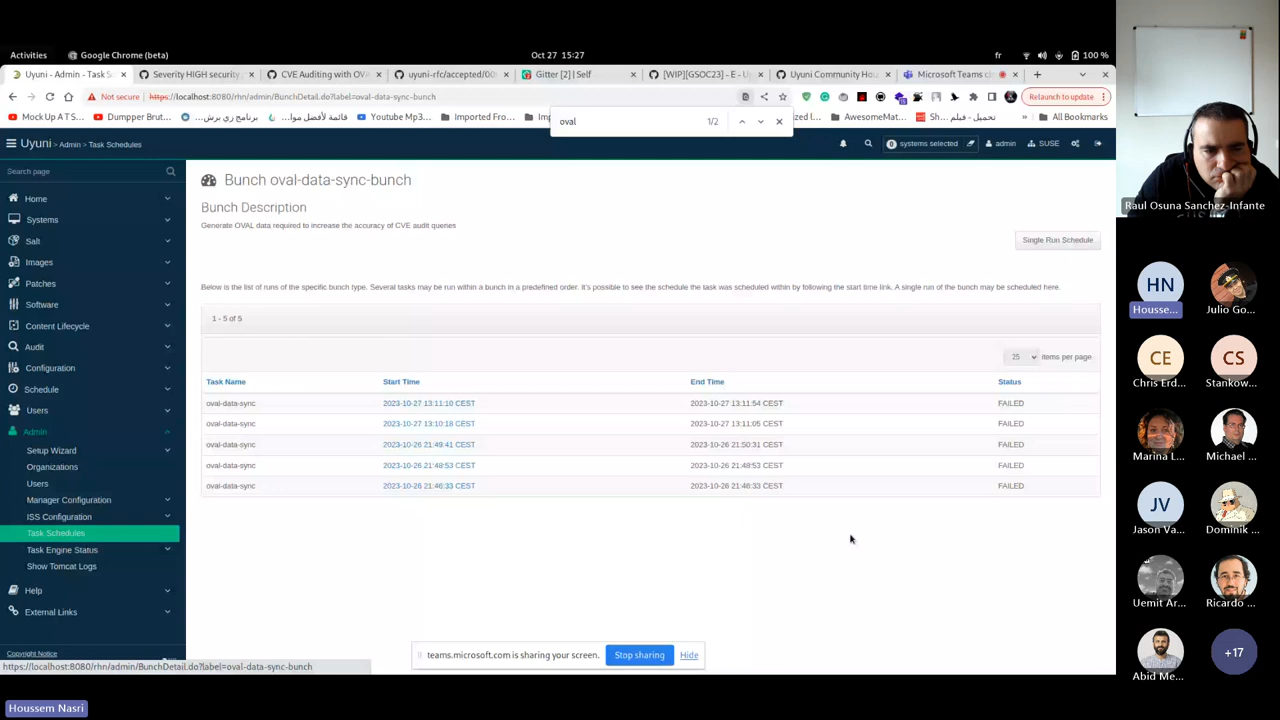 Activities
Google Chrome (beta)
Oct 27 15:27
fr
100 %
Uyuni - Admin - Task S
Severity HIGH security
CVE Auditing with OV
uyuni-rfc/accepted/00
Gitter [2] | Self
[WIP][GSOC23] - E - U
Uyuni Community Hou
Microsoft Teams
Not secure
https://localhost:8080/rhn/admin/BunchDetail.do?label=oval-data-sync-bunch
Relaunch to update
Mock Up A T S...
Dumpper Brut...
برنامج زي برش...
قائمة لأفضل موا...
Youtube Mp3...
Imported Fro...
AwesomeMat...
Sh...
تحميل - فيلم...
All Bookmarks
oval
1/2
Uyuni > Admin > Task Schedules
0 systems selected
admin
SUSE
Search page
Home
Systems
Salt
Images
Patches
Software
Content Lifecycle
Audit
Configuration
Schedule
Users
Admin
Setup Wizard
Organizations
Users
Manager Configuration
ISS Configuration
Task Schedules
Task Engine Status
Show Tomcat Logs
Help
External Links
Copyright Notice
https://localhost:8080/rhn/admin/BunchDetail.do?label=oval-data-sync-bunch
Bunch oval-data-sync-bunch
Bunch Description
Generate OVAL data required to increase the accuracy of CVE audit queries
Single Run Schedule
Below is the list of runs of the specific bunch type. Several tasks may be run within a bunch in a predefined order. It's possible to see the schedule the task was scheduled within by following the start time link. A single run of the bunch may be scheduled here.
1 - 5 of 5
25 items per page
Task Name Start Time End Time Status
oval-data-sync 2023-10-27 13:11:10 CEST 2023-10-27 13:11:54 CEST FAILED
oval-data-sync 2023-10-27 13:10:18 CEST 2023-10-27 13:11:05 CEST FAILED
oval-data-sync 2023-10-26 21:49:41 CEST 2023-10-26 21:50:31 CEST FAILED
oval-data-sync 2023-10-26 21:48:53 CEST 2023-10-26 21:48:53 CEST FAILED
oval-data-sync 2023-10-26 21:46:33 CEST 2023-10-26 21:46:33 CEST FAILED
teams.microsoft.com is sharing your screen.
Stop sharing
Hide
Houssem Nasri
Raul Osuna Sanchez-Infante
HN
Housse...
Julio Go...
CE
Chris Erd...
CS
Stankow...
Marina L...
Michael ...
JV
Jason Va...
Dominik ...
Uemit Ar...
Ricardo ...
Abid Me...
+17